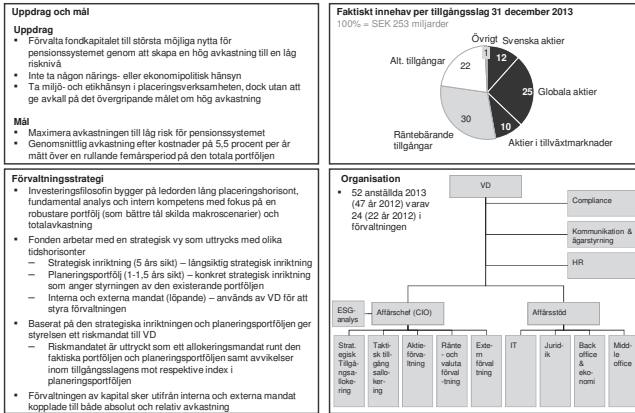 Uppdrag och mål
Uppdrag
▪ Förvalta fondkapitalet till största möjliga nytta för
pensionssystemet genom att skapa en hög avkastning till en låg
risknivå
▪ Inte ta någon närings- eller ekonomipolitisk hänsyn
▪ Ta miljö- och etikhänsyn i placeringsverksamheten, dock utan att
ge avkall på det övergripande målet om hög avkastning
Mål
▪ Maximera avkastningen till låg risk för pensionssystemet
▪ Genomsnittlig avkastning efter kostnader på 5,5 procent per år
mätt över en rullande femårsperiod på den totala portföljen
Faktiskt innehav per tillgångsslag 31 december 2013
100% = SEK 253 miljarder
Övrigt
Svenska aktier
Alt. tillgångar
1
12
22
25
Globala aktier
30
10
Räntebärande
tillgångar
Aktier i tillväxtmarknader
Förvaltningsstrategi
▪ Investeringsfilosofin bygger på ledorden lång placeringshorisont,
fundamental analys och intern kompetens med fokus på en
robustare portfölj (som bättre tål skilda makroscenarier) och
totalavkastning
▪ Fonden arbetar med en strategisk vy som uttrycks med olika
tidshorisonter
– Strategisk inriktning (5 års sikt) – långsiktig strategisk inriktning
– Planeringsportfölj (1-1,5 års sikt) – konkret strategisk inriktning
som anger styrningen av den existerande portföljen
– Interna och externa mandat (löpande) – används av VD för att
styra förvaltningen
▪ Baserat på den strategiska inriktningen och planeringsportföljen ger
styrelsen ett riskmandat till VD
– Riskmandatet är uttryckt som ett allokeringsmandat runt den
faktiska portföljen och planeringsportföljen samt avvikelser
inom tillgångsslagen mot respektive index i
planeringsportföljen
▪ Förvaltningen av kapital sker utifrån interna och externa mandat
kopplade till både absolut och relativ avkastning
Organisation
▪ 52 anställda 2013
(47 år 2012) varav
24 (22 år 2012) i
förvaltningen
VD
Compliance
Kommunikation &
ägarstyrning
HR
ESG-
analys
Affärschef (CIO)
Affärsstöd
Strat.
egisk
Tillgång
sa.
alloke-
ring
Takti
sk till-
gång
sallo
ker-
ing
Aktie-
förva-
ltning
Ränte
- och
valuta
förval
-tning
Exte-
rn
förval
tning
IT
Jurid-
ik
Back
office
& eko-
nomi
Midd-
le
office